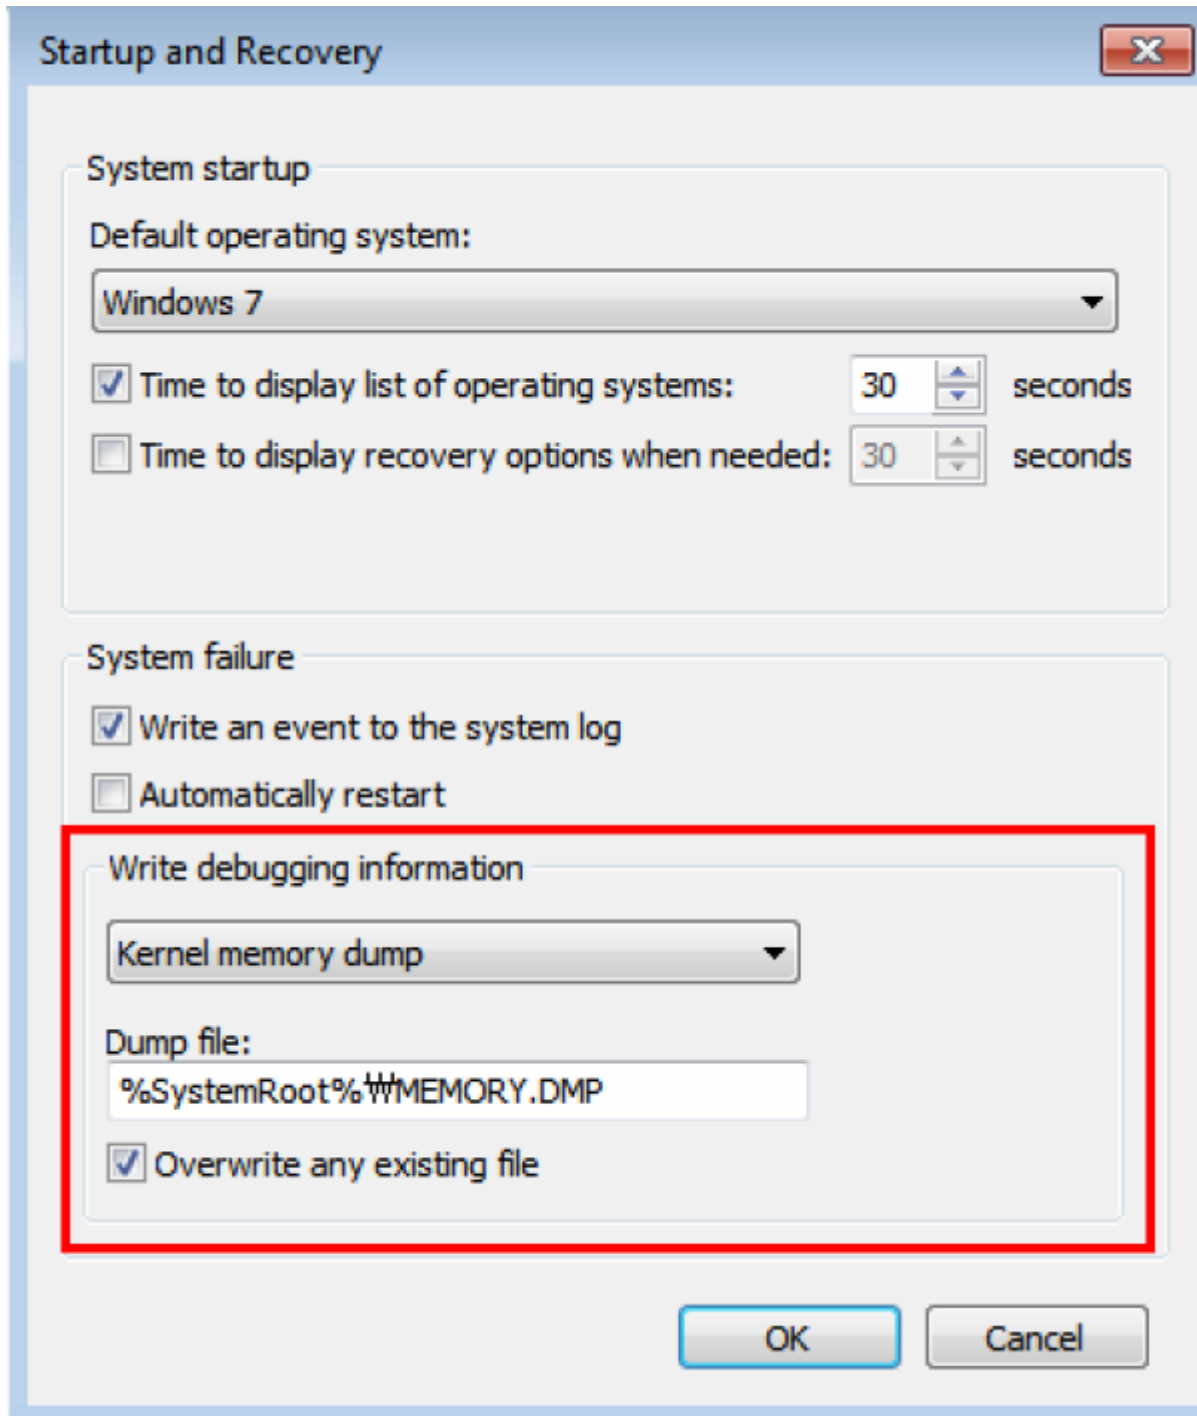 Startup and Recovery
System startup
Default operating system:
Windows 7
Time to display list of operating systems: 30 seconds
Time to display recovery options when needed: 30 seconds
System failure
Write an event to the system log
Automatically restart
Write debugging information
Kernel memory dump
Dump file:
%SystemRoot%₩MEMORY.DMP
Overwrite any existing file
OK Cancel